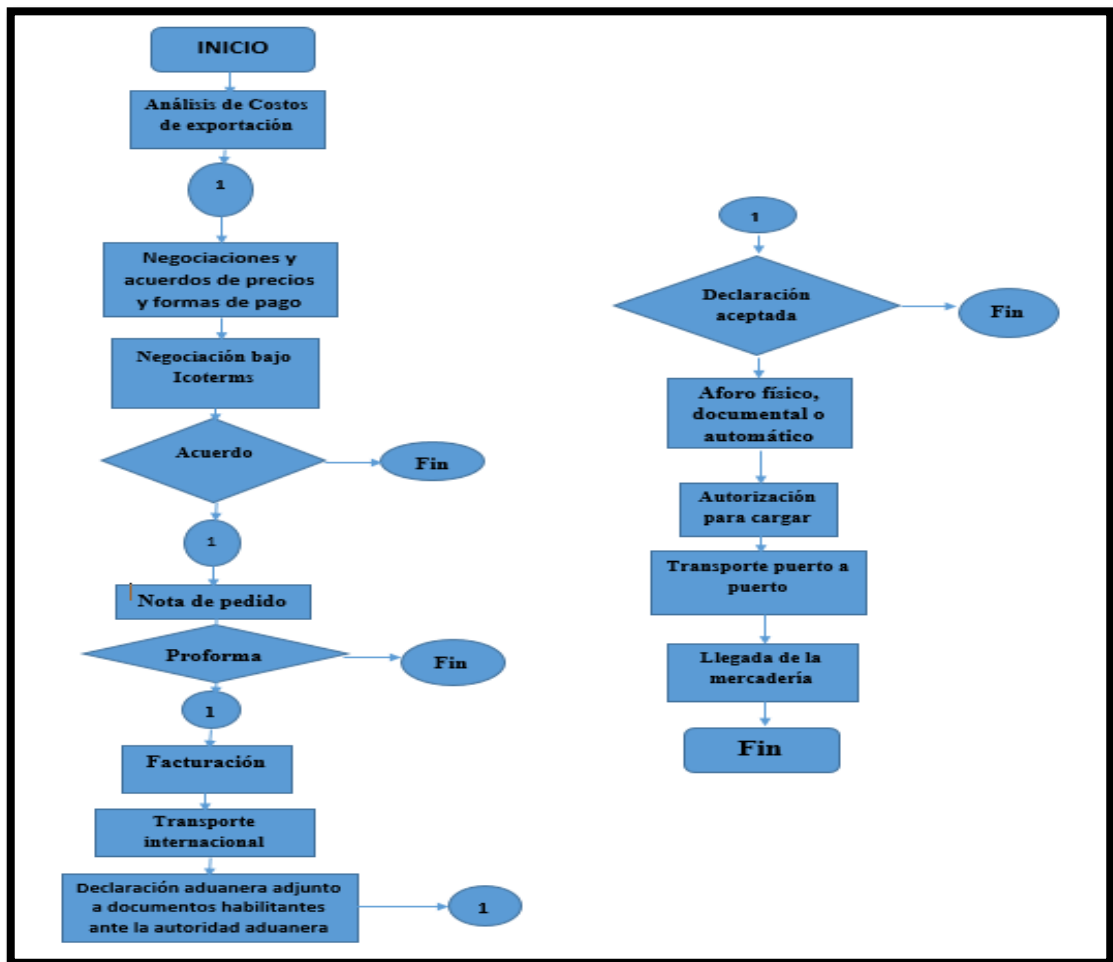 INICIO
Análisis de Costos
de exportación
1
Negociaciones y
acuerdos de precios
y formas de pago
Negociación bajo
Icoterms
Acuerdo
Fin
1
Nota de pedido
Proforma
Fin
1
Facturación
Transporte
internacional
Declaración aduanera adjunto
a documentos habilitantes
ante la autoridad aduanera
1
1
Declaración
aceptada
Fin
Aforo físico,
documental o
automático
Autorización
para cargar
Transporte puerto a
puerto
Llegada de la
mercadería
Fin